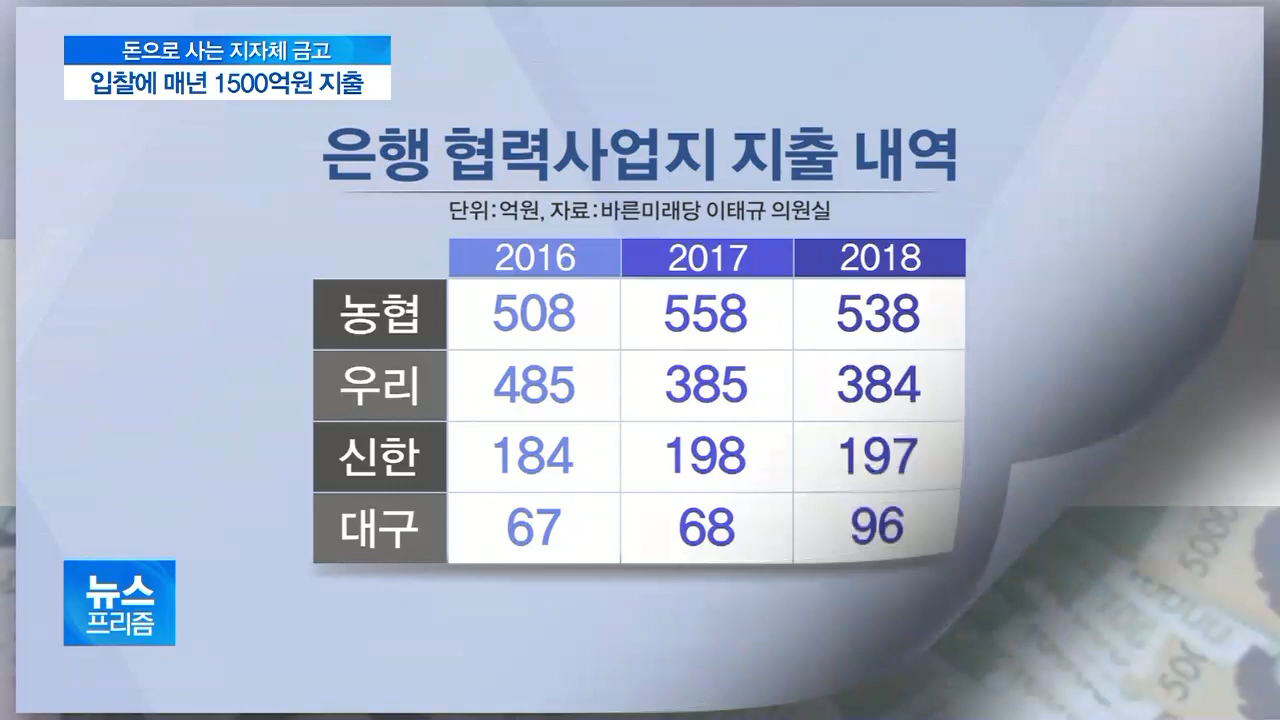 돈으로 사는 지자체 금고
입찰에 매년 1500억원 지출
은행 협력사업지 지출 내역
단위:억원, 자료:바른미래당 이태규 의원실
2016 2017 2018
농협 508 558 538
우리 485 385 384
신한 184 198 197
대구 67 68 96
뉴스
프리즘
5000